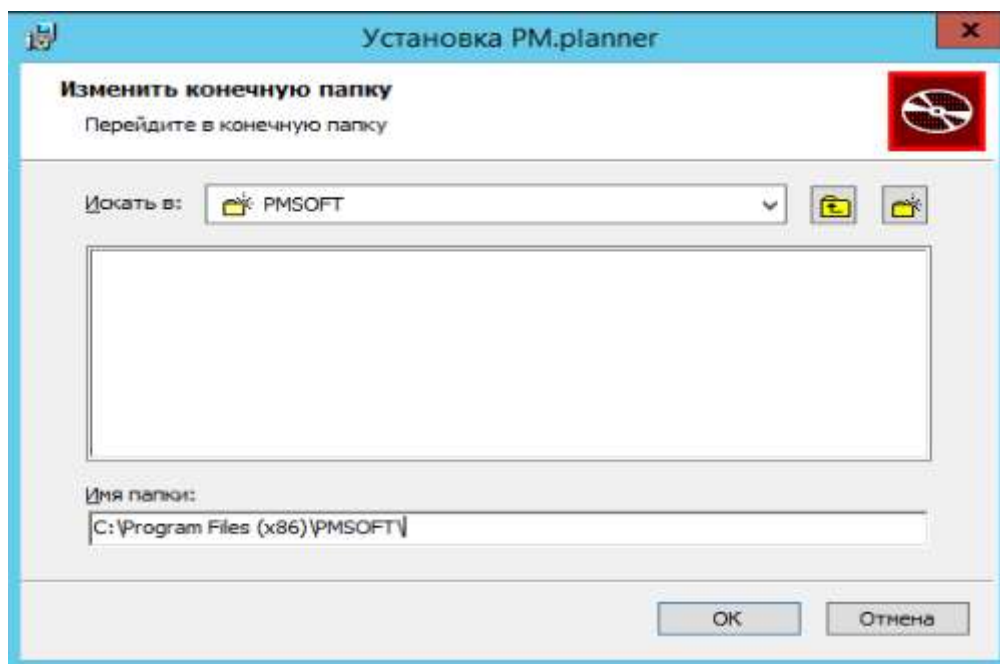 Установка PM.planner
x
Изменить конечную папку
Перейдите в конечную папку
Искать в:
PMSOFT
Имя папки:
C:\Program Files (x86)\PMSOFT\
OK
Отмена